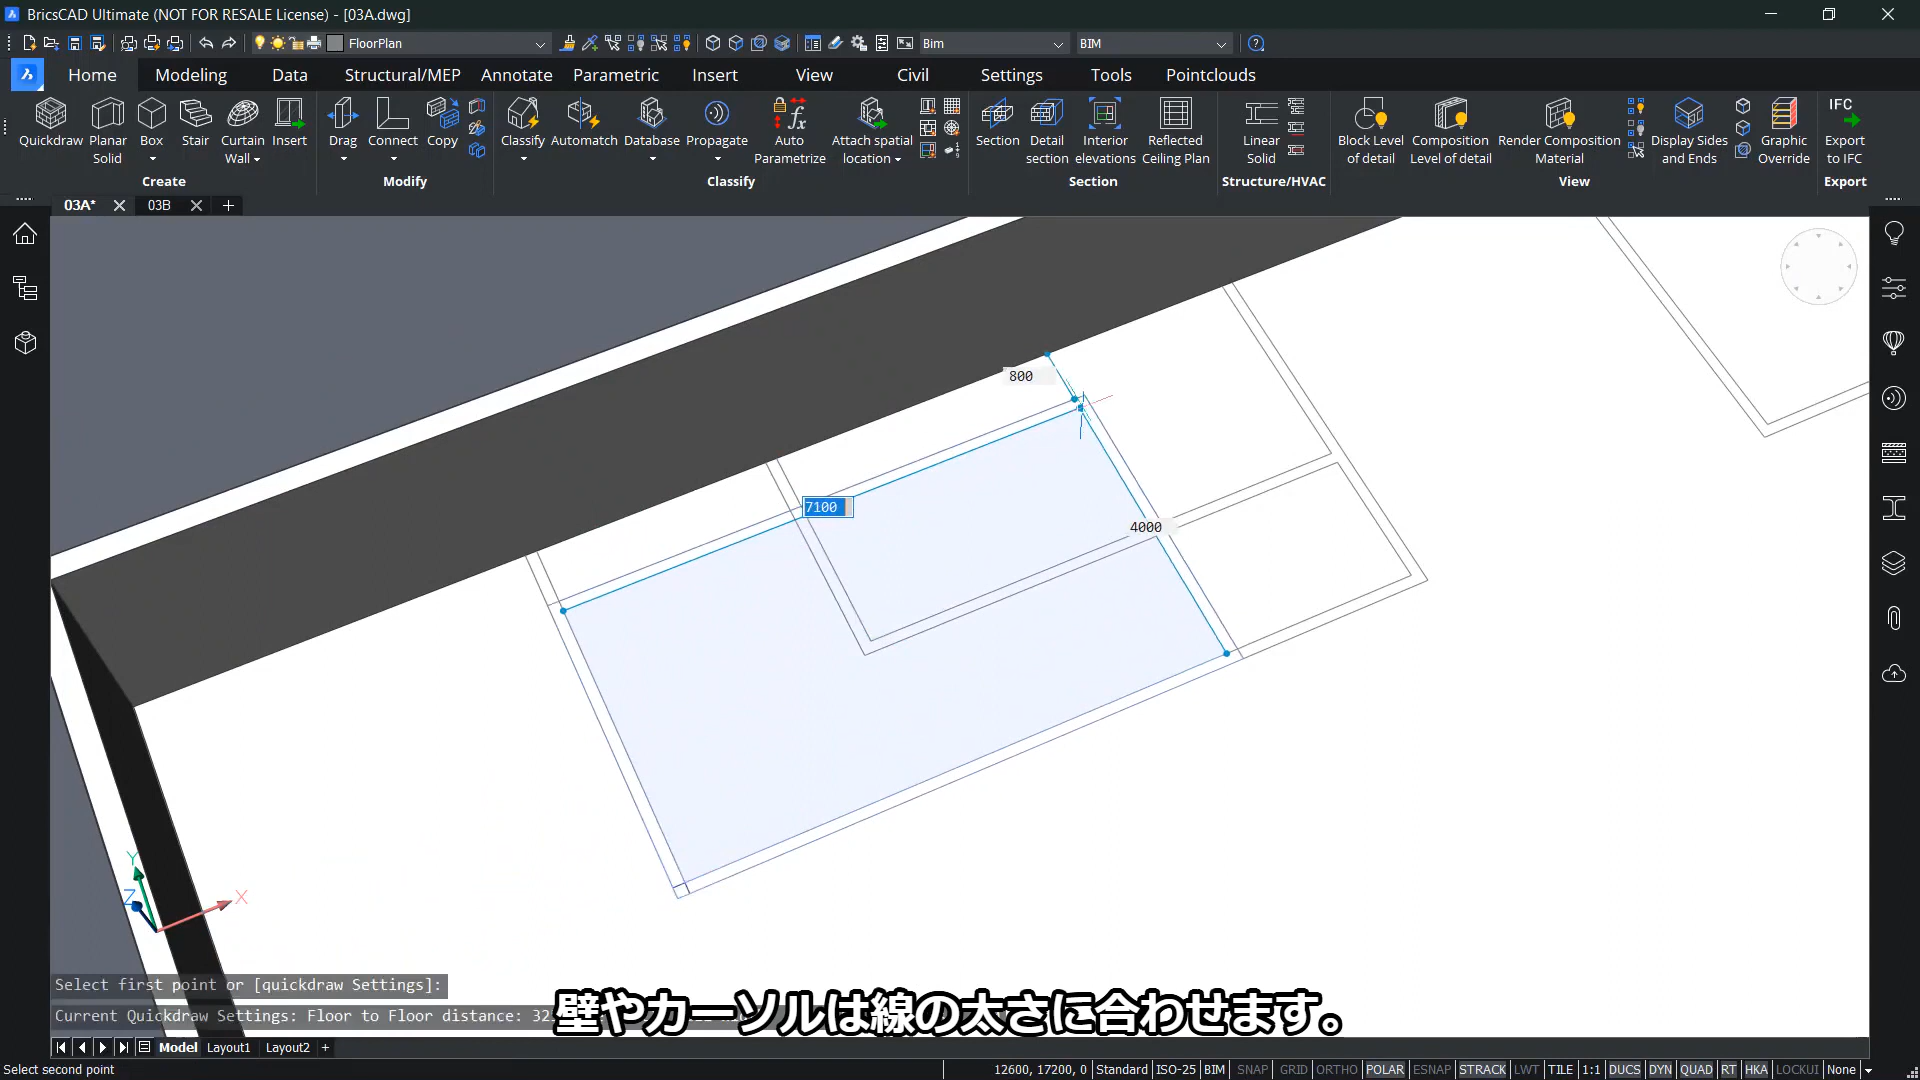 BricsCAD Ultimate (NOT FOR RESALE License) - [03A.dwg]
FloorPlan
Bim
BIM
Home Modeling Data Structural/MEP Annotate Parametric Insert View Civil Settings Tools Pointclouds
Quickdraw Planar Solid Box Stair Curtain Wall Insert
Drag Connect Copy
Classify Automatch Database Propagate Auto Parametrize Attach spatial location
Section Detail section Interior elevations Reflected Ceiling Plan
Linear Solid
Block Level of detail Composition Level of detail Render Composition Material Display Sides and Ends Graphic Override
IFC
Export to IFC
Create Modify Classify Section Structure/HVAC View Export
03A* 03B
800
7100
4000
Y
Z
X
Select first point or [quickdraw Settings]:
Current Quickdraw Settings: Floor to Floor distance: 32
壁やカーソルは線の太さに合わせます。
Model Layout1 Layout2 +
Select second point
12600, 17200, 0 Standard ISO-25 BIM SNAP GRID ORTHO POLAR ESNAP STRACK LWT TILE 1:1 DUCS DYN QUAD RT HKA LOCKUI None